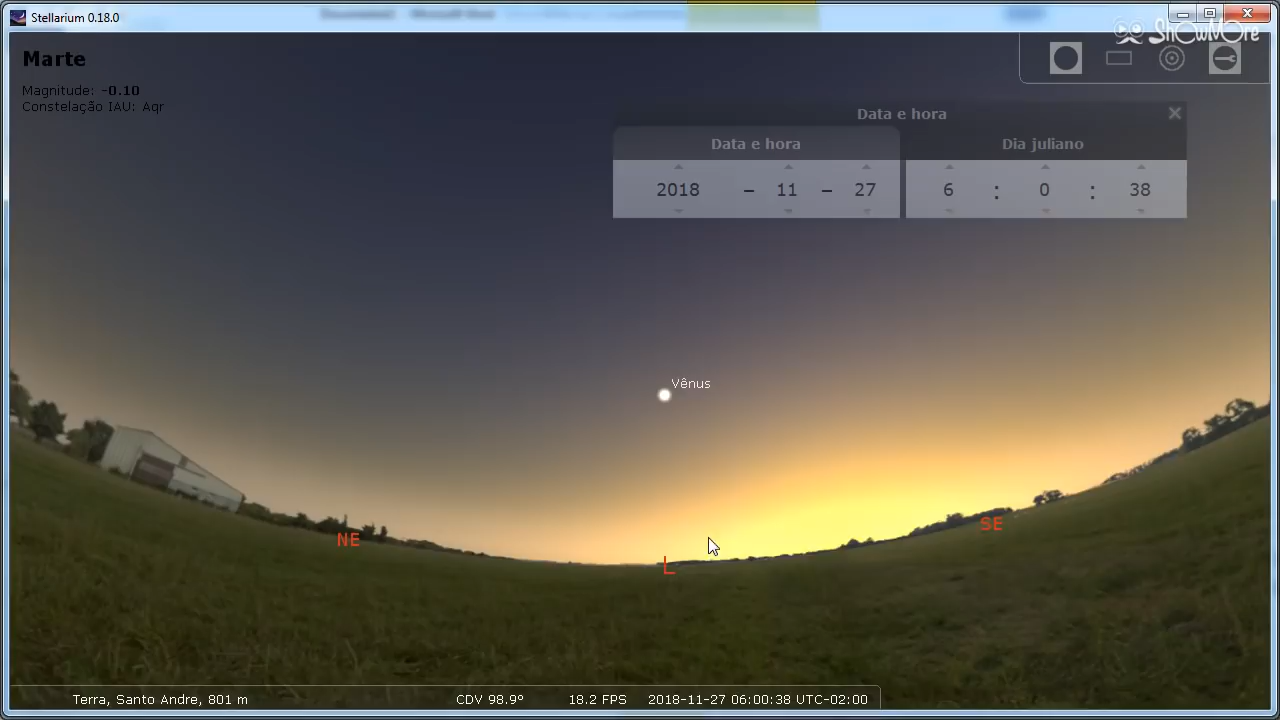 Stellarium 0.18.0
ShowMore
Marte
Magnitude: -0.10
Constelação IAU: Aqr
Data e hora
Data e hora
Dia juliano
2018 - 11 - 27
6 : 0 : 38
Vênus
NE
L
SE
Terra, Santo Andre, 801 m
CDV 98.9°
18.2 FPS
2018-11-27 06:00:38 UTC-02:00